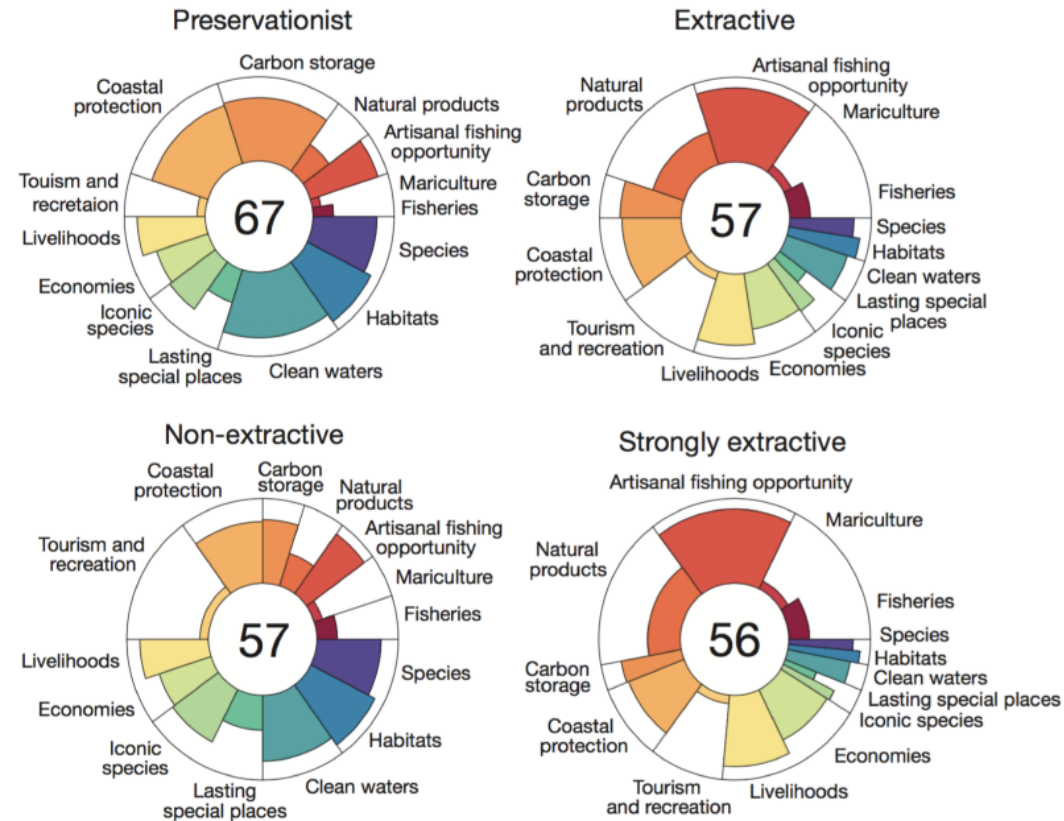 Preservationist
Carbon storage
Coastal
protection
Natural products
Artisanal fishing
opportunity
Touism and
recretaion
Mariculture
Fisheries
67
Livelihoods
Species
Economies
Iconic
species
Habitats
Lasting
special places
Clean waters
Extractive
Artisanal fishing
opportunity
Natural
products
Mariculture
Carbon
storage
Fisheries
57
Species
Habitats
Coastal
protection
Clean waters
Lasting special
places
Tourism
and recreation
Iconic
species
Livelihoods
Economies
Non-extractive
Coastal
protection
Carbon
storage
Natural
products
Artisanal fishing
opportunity
Tourism and
recreation
Mariculture
Fisheries
57
Livelihoods
Species
Economies
Habitats
Iconic
species
Lasting
special places
Clean waters
Strongly extractive
Artisanal fishing opportunity
Mariculture
Natural
products
Fisheries
56
Species
Habitats
Carbon
storage
Clean waters
Lasting special places
Iconic species
Coastal
protection
Economies
Tourism
and recreation
Livelihoods